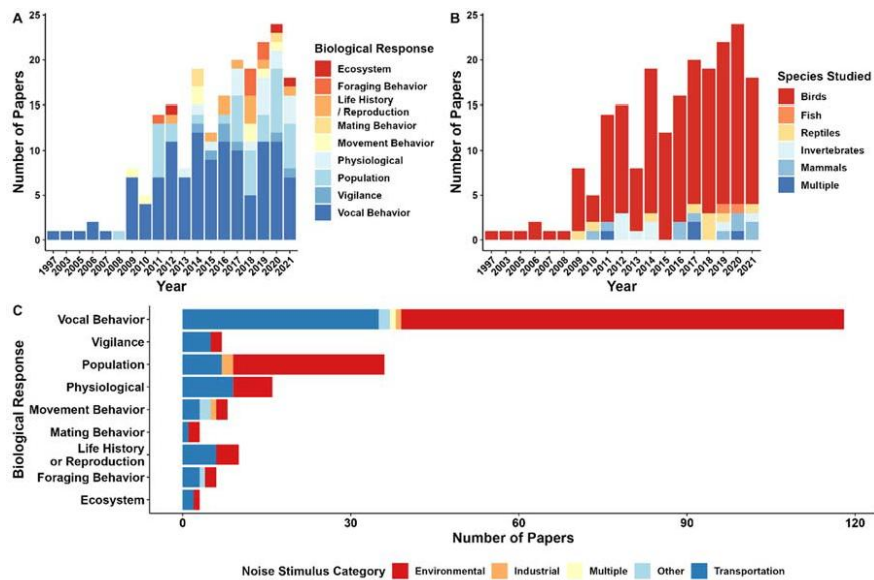 A
Number of Papers
25
20
15
10
5
0
1997
2003
2005
2006
2007
2008
2009
2010
2011
2012
2013
2014
2015
2016
2017
2018
2019
2020
2021
Year
Biological Response
Ecosystem
Foraging Behavior
Life History
/ Reproduction
Mating Behavior
Movement Behavior
Physiological
Population
Vigilance
Vocal Behavior
B
Number of Papers
25
20
15
10
5
0
1997
2003
2005
2006
2007
2008
2009
2010
2011
2012
2013
2014
2015
2016
2017
2018
2019
2020
2021
Year
Species Studied
Birds
Fish
Reptiles
Invertebrates
Mammals
Multiple
C
Biological Response
Vocal Behavior
Vigilance
Population
Physiological
Movement Behavior
Mating Behavior
Life History
or Reproduction
Foraging Behavior
Ecosystem
0 30 60 90 120
Number of Papers
Noise Stimulus Category Environmental Industrial Multiple Other Transportation